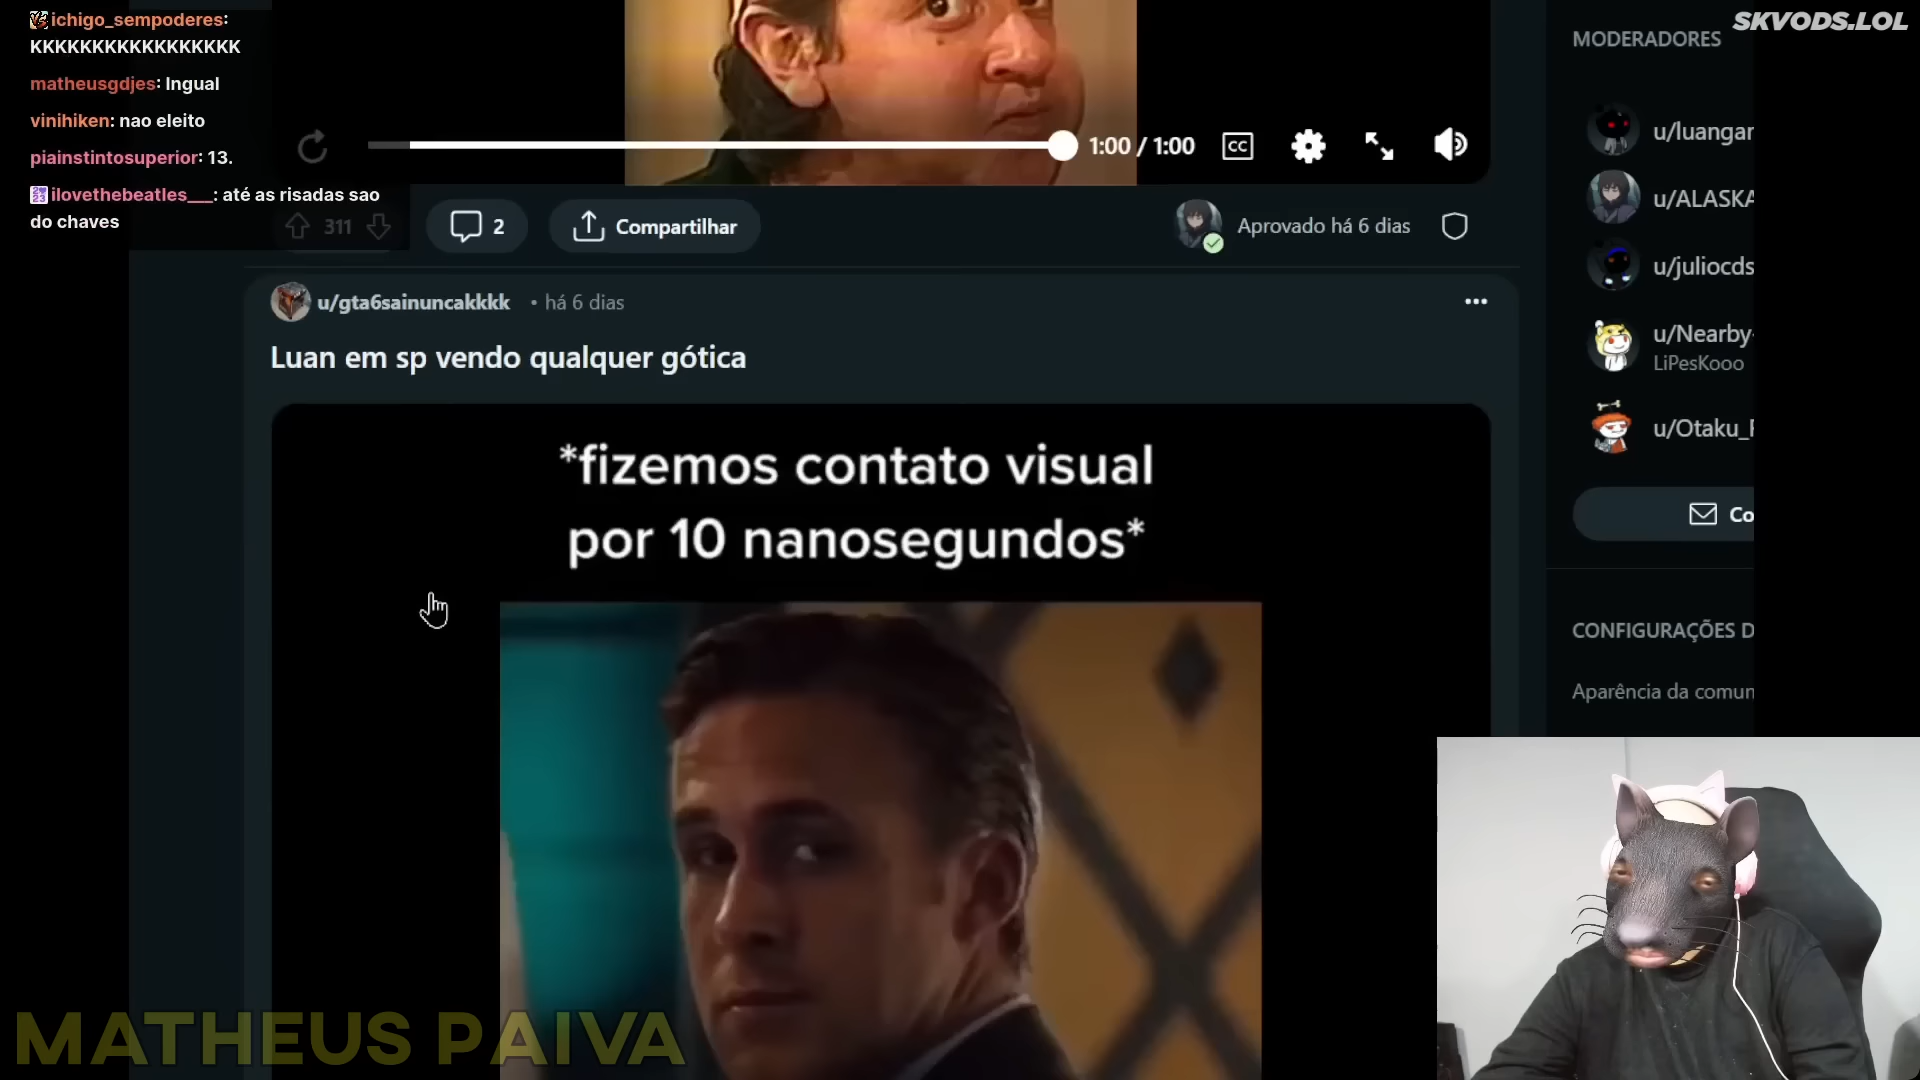 ichigo_sempoderes:
KKKKKKKKKKKKKKKKK
matheusgdjes: Ingual
vinihiken: nao eleito
piainstintosuperior: 13.
ilovethebeatles__: até as risadas sao
do chaves
SKVODS.LOL
MODERADORES
u/luangar
u/ALASKA
u/juliocds
u/Nearby-
LiPesKooo
u/Otaku_F
Co
CONFIGURAÇÕES D
Aparência da comun
1:00 / 1:00
CC
311
2
Compartilhar
Aprovado há 6 dias
u/gta6sainuncakkkk • há 6 dias
Luan em sp vendo qualquer gótica
*fizemos contato visual
por 10 nanosegundos*
MATHEUS PAIVA